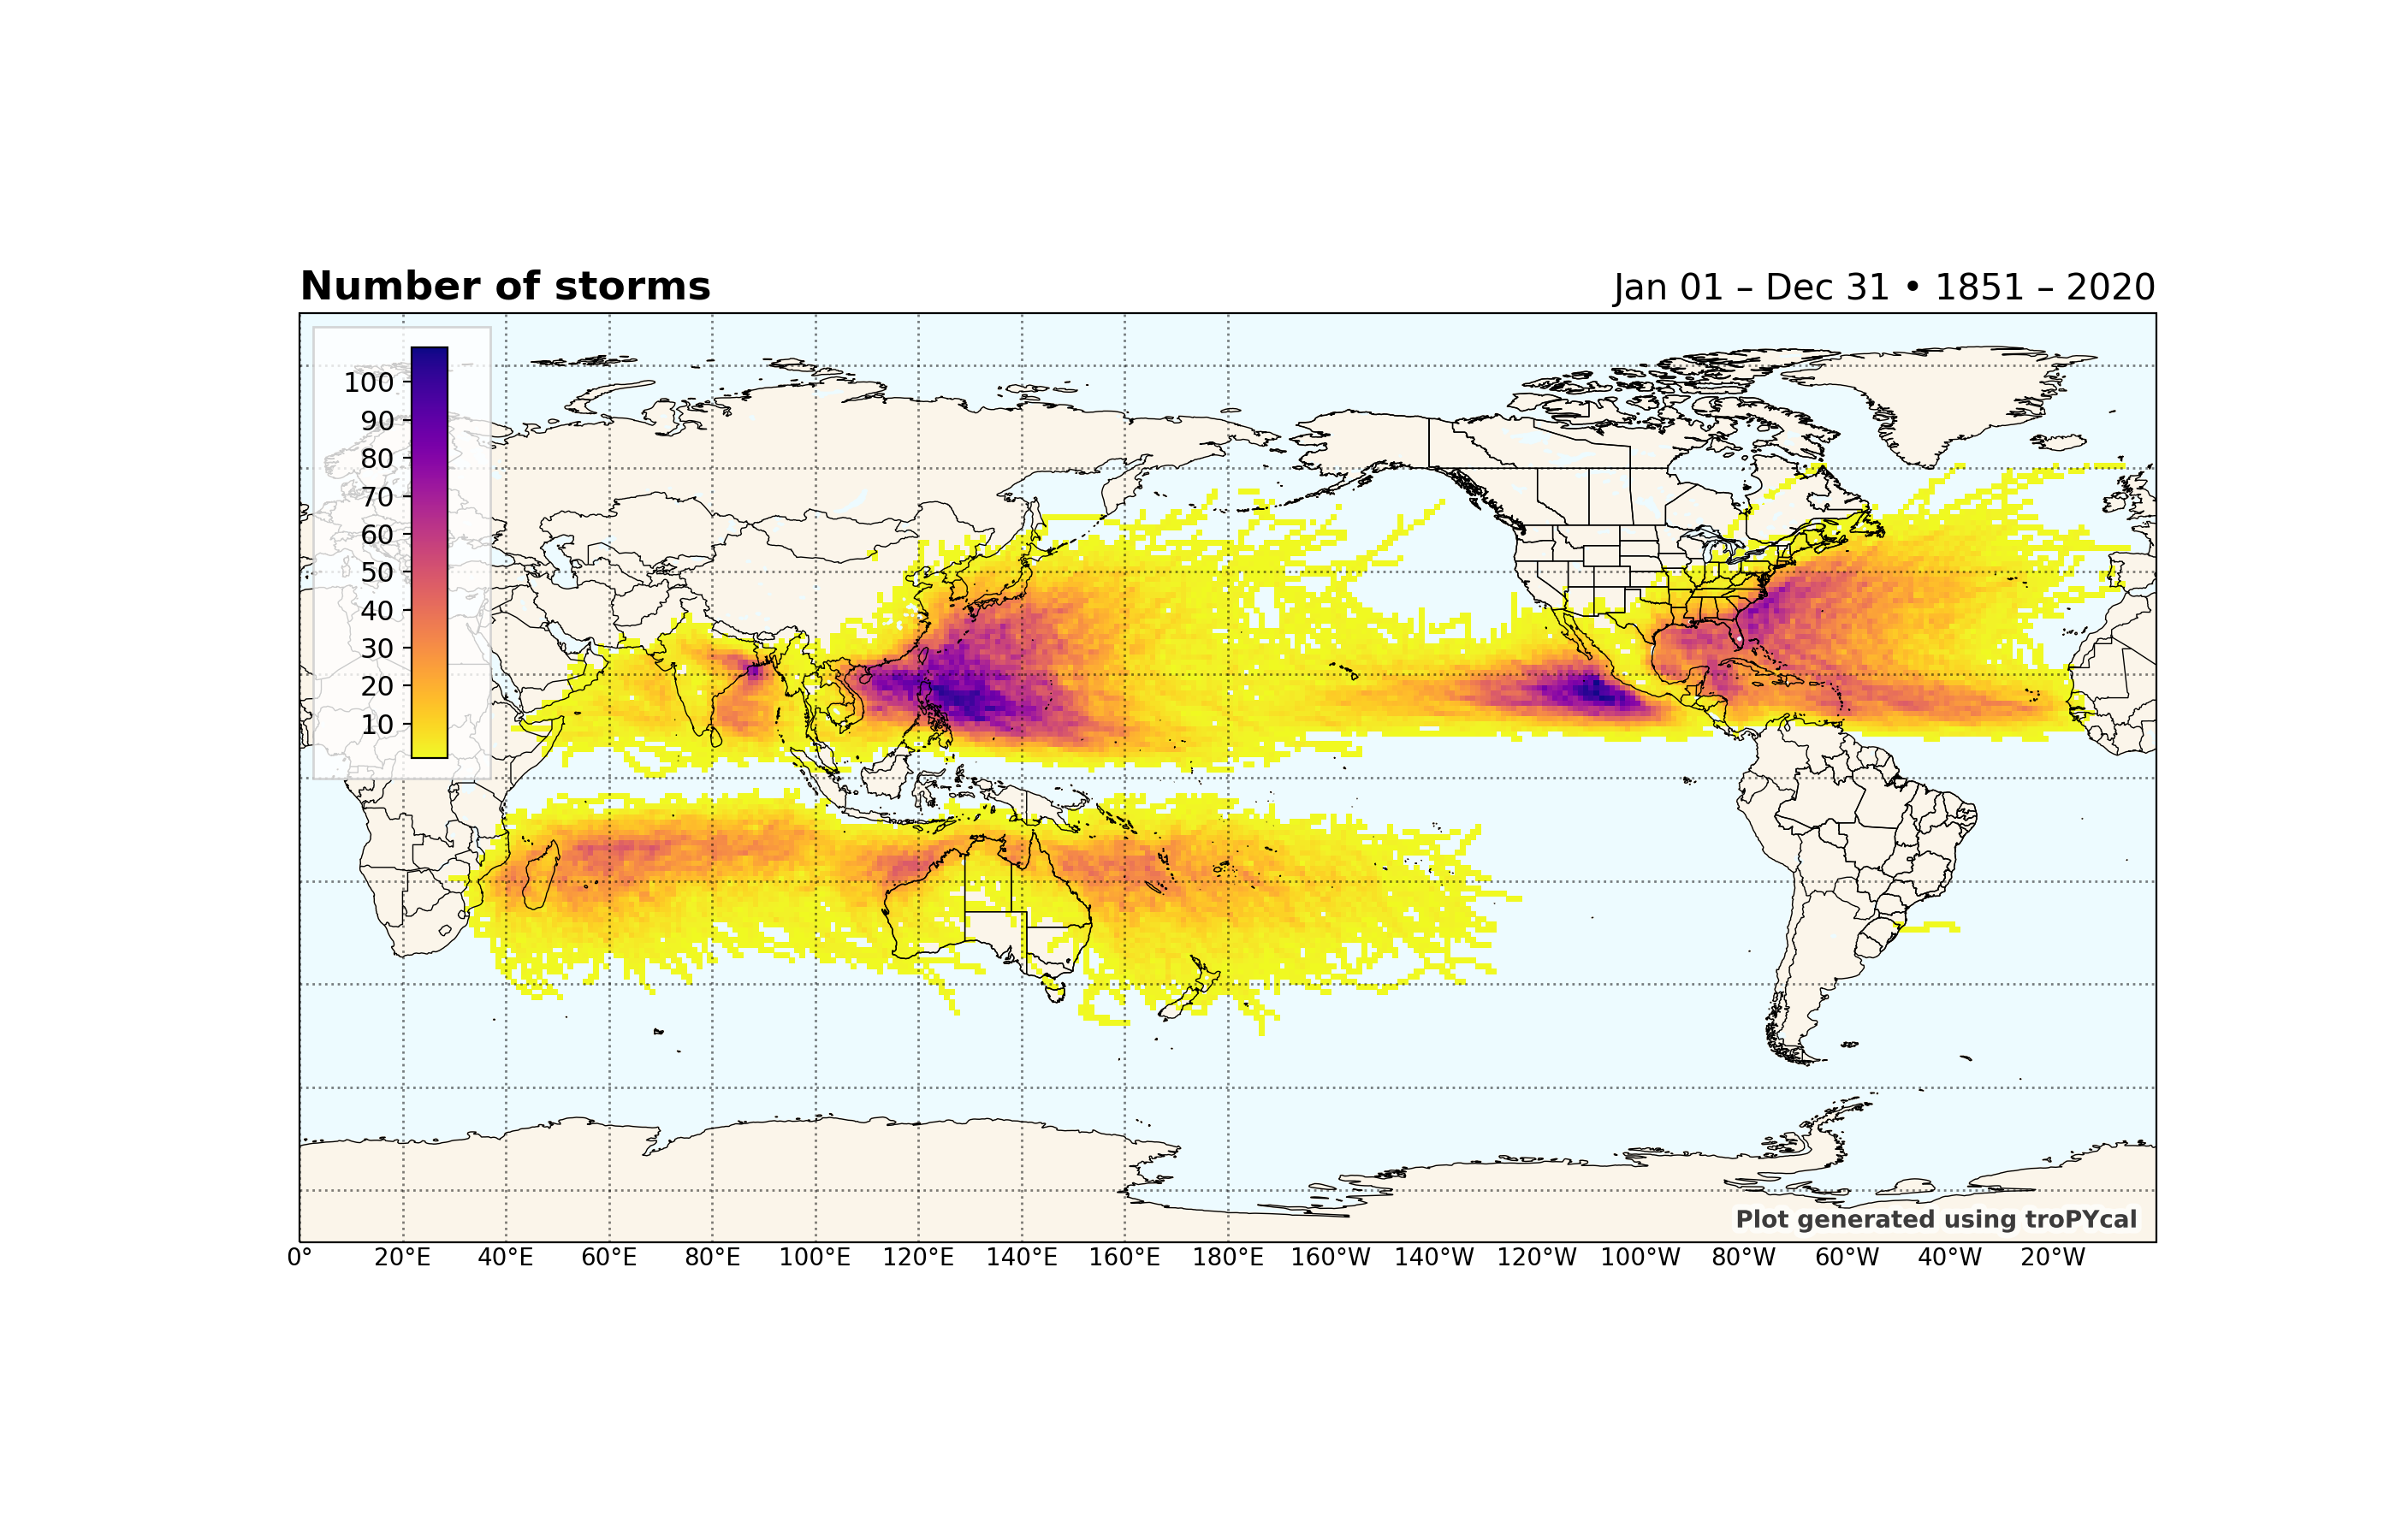 Number of storms
Jan 01 – Dec 31 • 1851 – 2020
100
90
80
70
60
50
40
30
20
10
Plot generated using troPYcal
0° 20°E 40°E 60°E 80°E 100°E 120°E 140°E 160°E 180°E 160°W 140°W 120°W 100°W 80°W 60°W 40°W 20°W